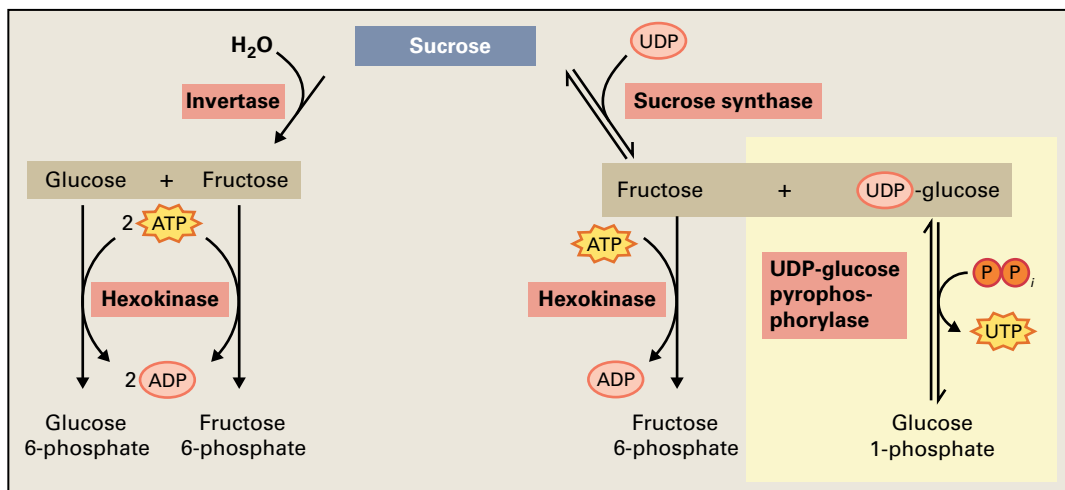 H₂O
Sucrose
UDP
Invertase
Sucrose synthase
Glucose + Fructose
Fructose + UDP -glucose
2 ATP
ATP
Hexokinase
Hexokinase
UDP-glucose
pyrophos-
phorylase
P P i
UTP
2 ADP
ADP
Glucose
6-phosphate
Fructose
6-phosphate
Fructose
6-phosphate
Glucose
1-phosphate